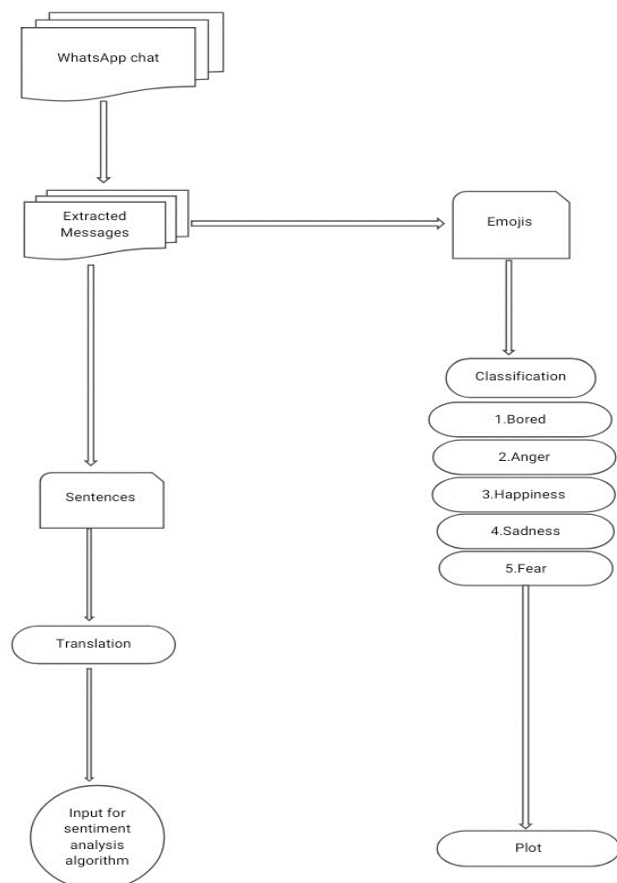 WhatsApp chat
Extracted
Messages
Emojis
Classification
1.Bored
2.Anger
3.Happiness
4.Sadness
5.Fear
Sentences
Translation
Input for
sentiment
analysis
algorithm
Plot